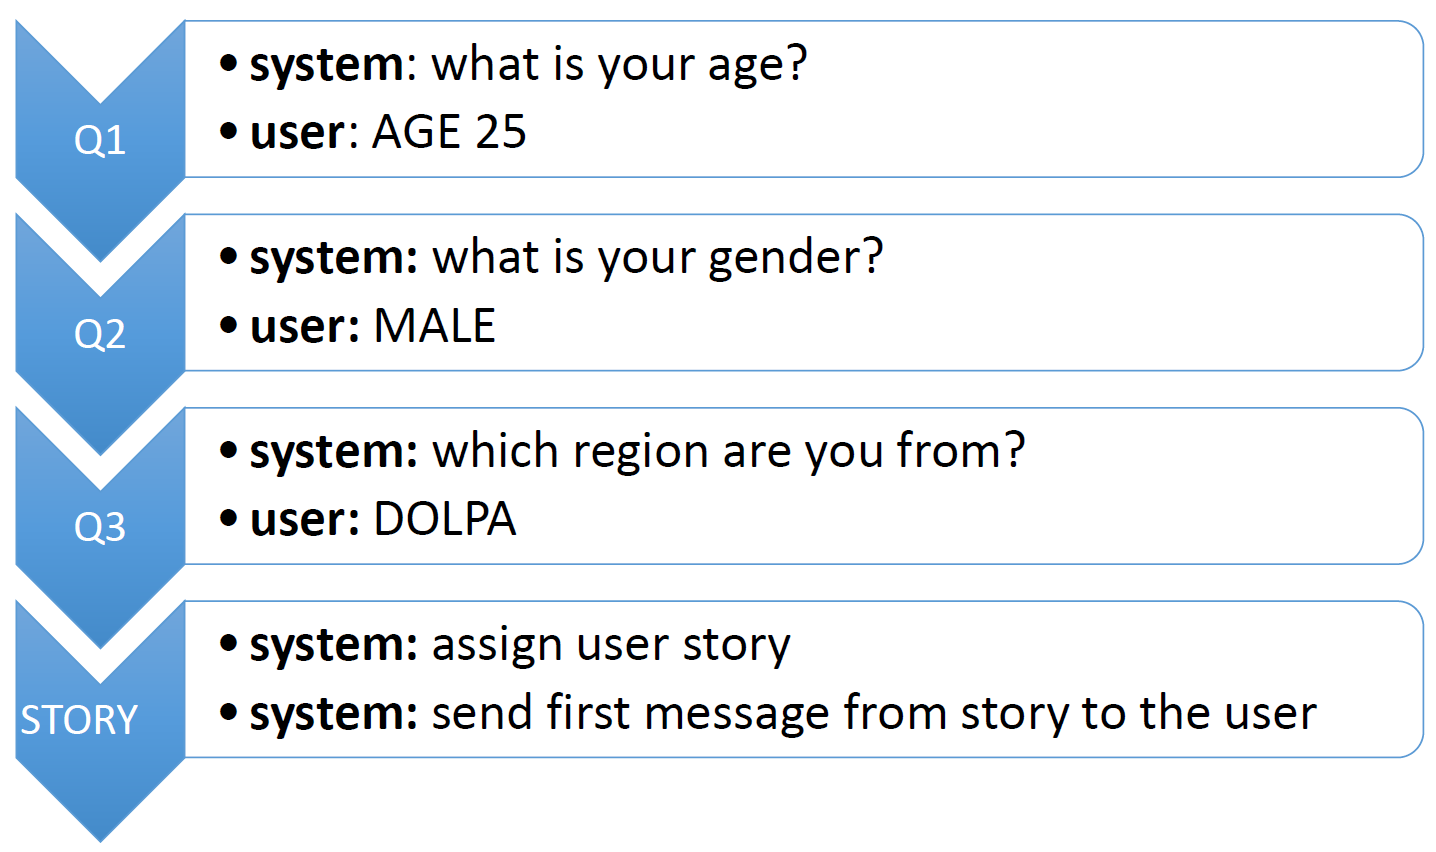 Q1
• system: what is your age?
• user: AGE 25
Q2
• system: what is your gender?
• user: MALE
Q3
• system: which region are you from?
• user: DOLPA
STORY
• system: assign user story
• system: send first message from story to the user